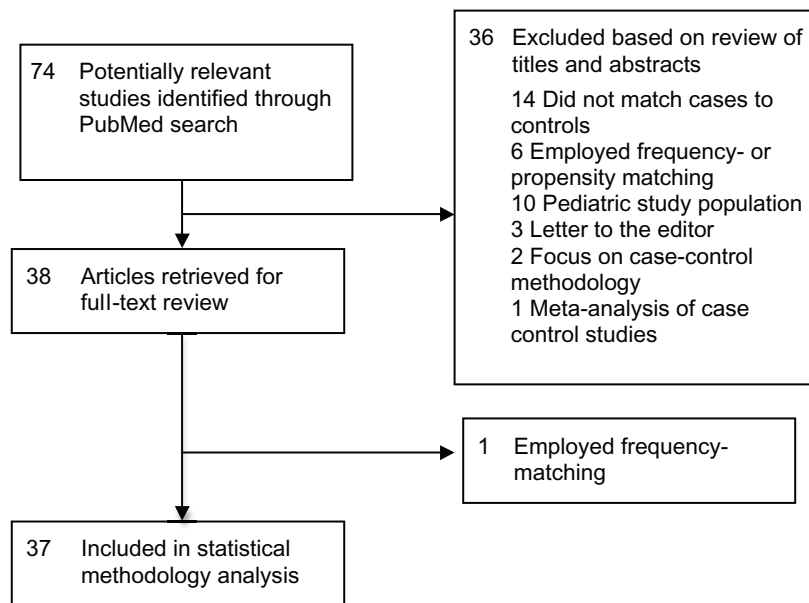 74 Potentially relevant
studies identified through
PubMed search
36 Excluded based on review of
titles and abstracts
14 Did not match cases to
controls
6 Employed frequency- or
propensity matching
10 Pediatric study population
3 Letter to the editor
2 Focus on case-control
methodology
1 Meta-analysis of case
control studies
38 Articles retrieved for
full-text review
1 Employed frequency-
matching
37 Included in statistical
methodology analysis